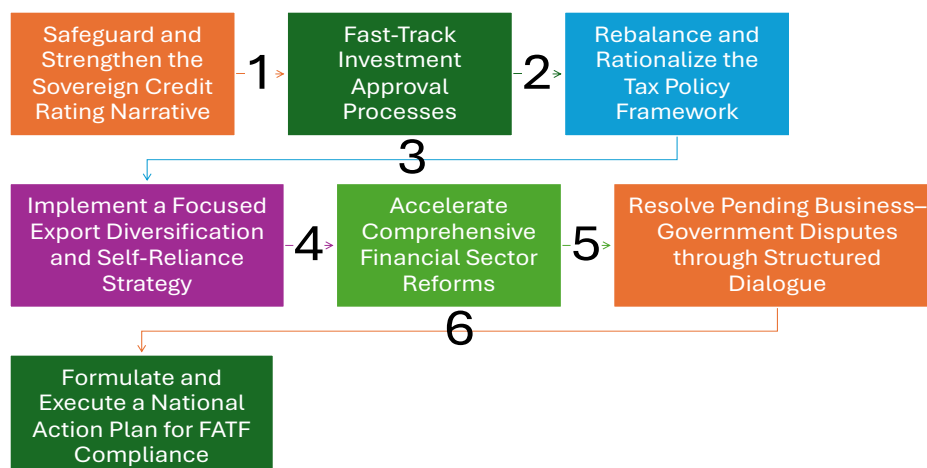 Safeguard and
Strengthen the
Sovereign Credit
Rating Narrative
1
Fast-Track
Investment
Approval
Processes
2
Rebalance and
Rationalize the
Tax Policy
Framework
3
Implement a Focused
Export Diversification
and Self-Reliance
Strategy
4
Accelerate
Comprehensive
Financial Sector
Reforms
5
Resolve Pending Business–
Government Disputes
through Structured
Dialogue
6
Formulate and
Execute a National
Action Plan for FATF
Compliance